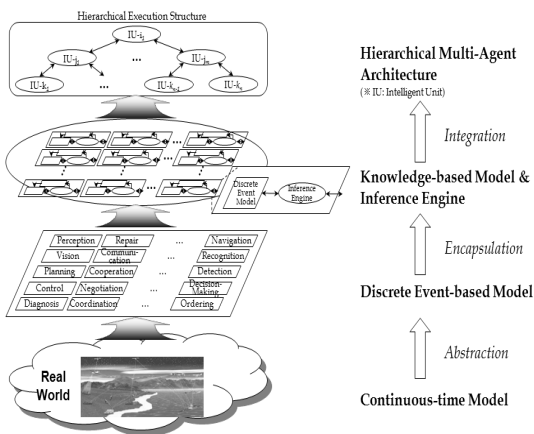 Hierarchical Execution Structure
IU-i1
IU-j1 ... IU-jn
IU-k1 ... IU-kn-1 IU-kn
Discrete
Event
Model
Inference
Engine
Perception Repair ... Navigation
Vision Communi-
cation Recognition
Planning Cooperation Detection
Control Negotiation Decision-
Making
Diagnosis Coordination ... Ordering
Real
World
Hierarchical Multi-Agent
Architecture
(※ IU: Intelligent Unit)
Integration
Knowledge-based Model &
Inference Engine
Encapsulation
Discrete Event-based Model
Abstraction
Continuous-time Model